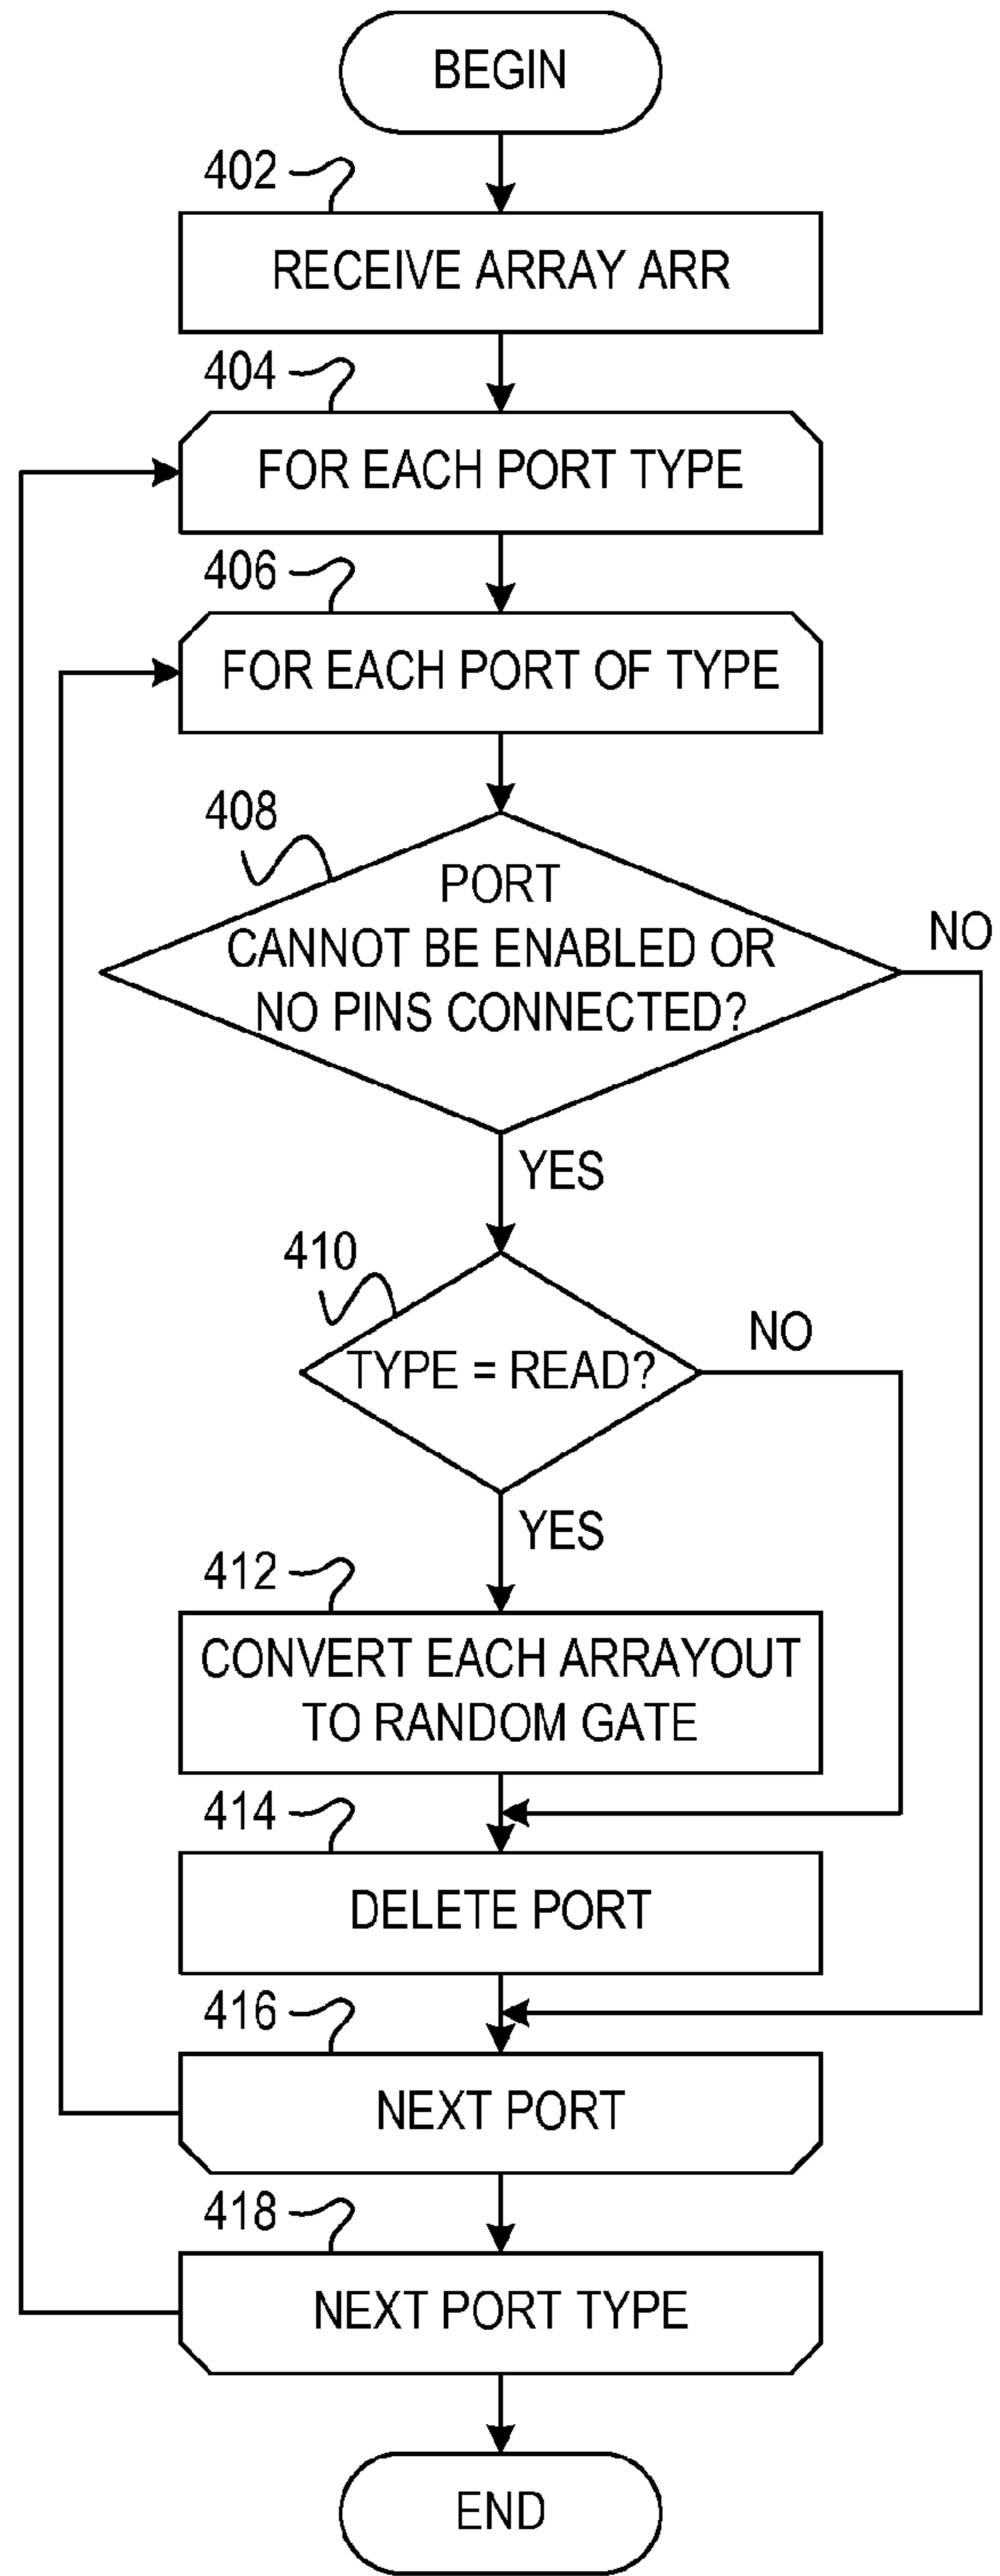 BEGIN
402
RECEIVE ARRAY ARR
404
FOR EACH PORT TYPE
406
FOR EACH PORT OF TYPE
408
PORT
CANNOT BE ENABLED OR
NO PINS CONNECTED?
NO
YES
410
TYPE = READ?
NO
YES
412
CONVERT EACH ARRAYOUT
TO RANDOM GATE
414
DELETE PORT
416
NEXT PORT
418
NEXT PORT TYPE
END